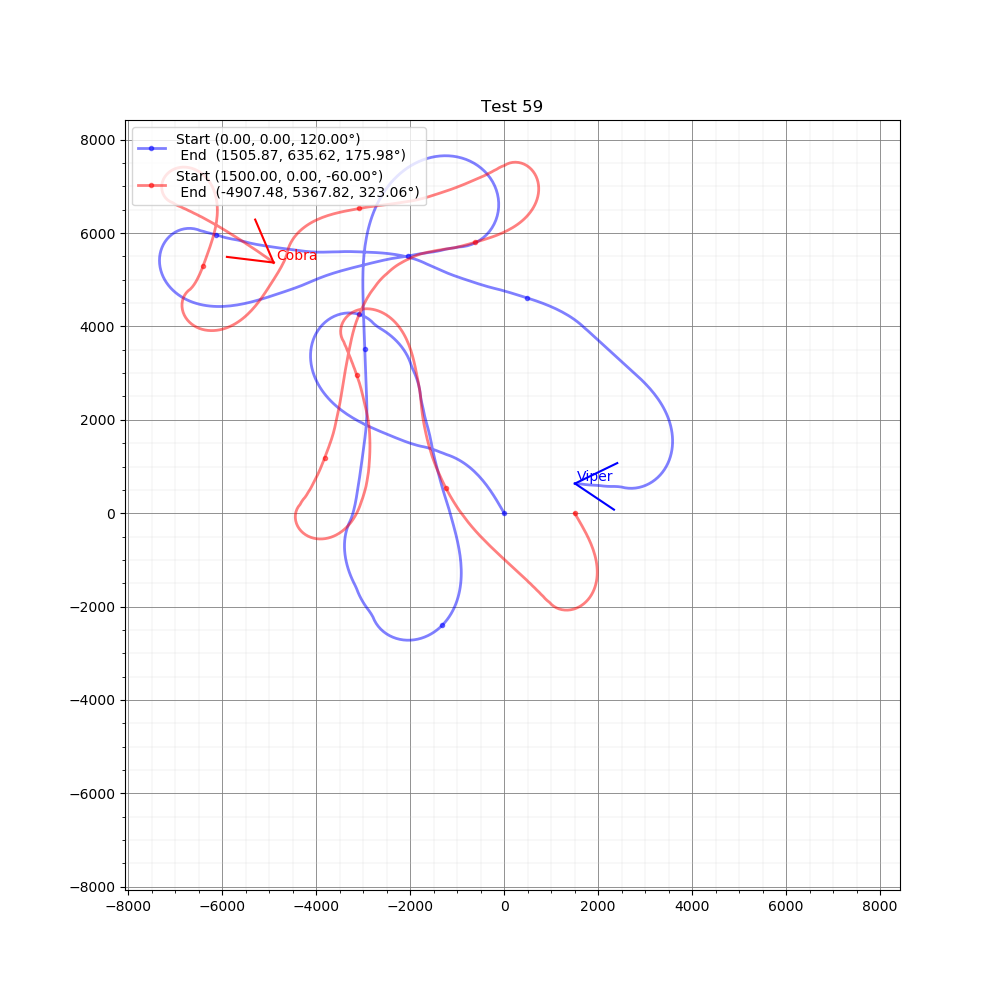 Test 59
Start (0.00, 0.00, 120.00°)
End  (1505.87, 635.62, 175.98°)
Start (1500.00, 0.00, -60.00°)
End  (-4907.48, 5367.82, 323.06°)
8000
6000
4000
2000
0
−2000
−4000
−6000
−8000
Cobra
Viper
−8000 −6000 −4000 −2000 0 2000 4000 6000 8000